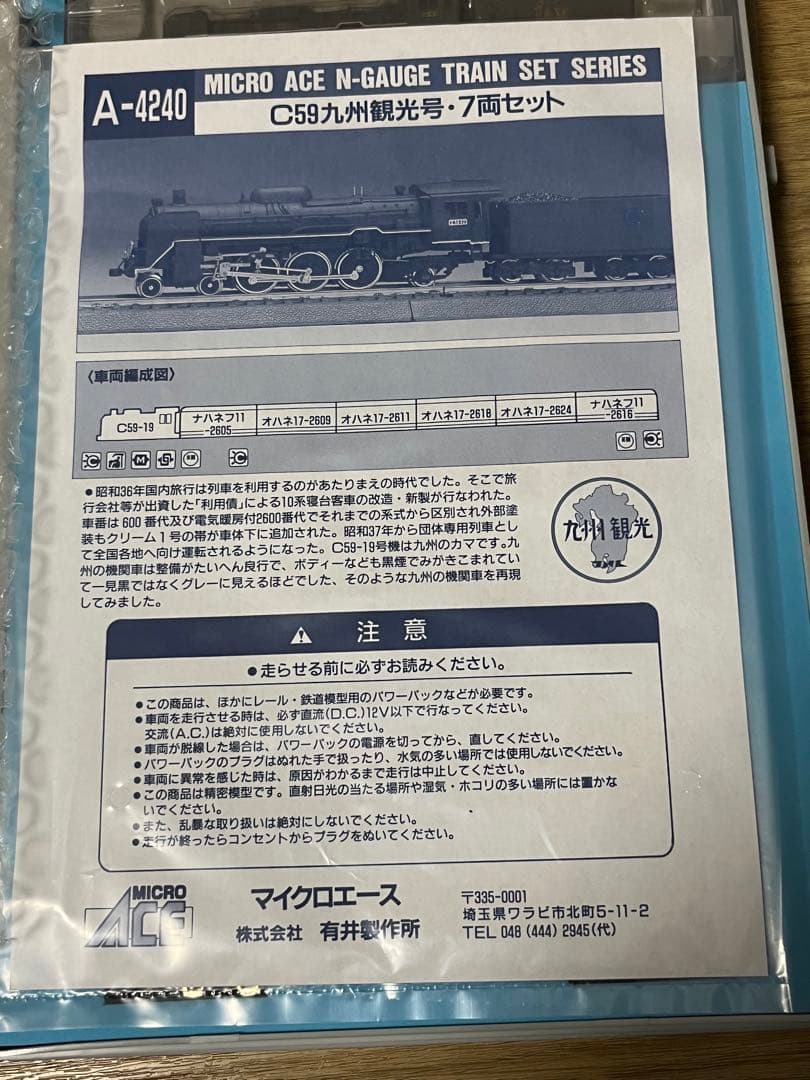 A-4240
MICRO ACE N-GAUGE TRAIN SET SERIES
C59九州観光号・7両セット
〈車両編成図〉
C59-19
ナハネフ11
-2605
オハネ17-2609
オハネ17-2611
オハネ17-2618
オハネ17-2624
ナハネフ11
-2616
●昭和36年国内旅行は列車を利用するのがあたりまえの時代でした。そこで旅
行会社等が出資した「利用債」による10系寝台客車の改造・新製が行なわれた。
車番は600番代及び電気暖房付2600番代でそれまでの系式から区別され外部塗
装もクリーム1号の帯が車体下に追加された。昭和37年から団体専用列車とし
て全国各地へ向け運転されるようになった。C59-19号機は九州のカマです。九
州の機関車は整備がたいへん良行で、ボディーなども黒煙でみがきこまれてい
て一見黒ではなくグレーに見えるほどでした、そのような九州の機関車を再現
してみました。
九州観光
注意
●走らせる前に必ずお読みください。
●この商品は、ほかにレール・鉄道模型用のパワーパックなどが必要です。
●車両を走行させる時は、必ず直流(D.C.)12V以下で行なってください。
交流(A.C.)は絶対に使用しないでください。
●車両が脱線した場合は、パワーパックの電源を切ってから、直してください。
●パワーパックのプラグはぬれた手で扱ったり、水気の多い場所では使用しないでください。
●車両に異常を感じた時は、原因がわかるまで走行は中止してください。
●この商品は精密模型です。直射日光の当たる場所や湿気・ホコリの多い場所には置かな
いでください。
●また、乱暴な取り扱いは絶対にしないでください。
●走行が終ったらコンセントからプラグをぬいてください。
MICRO
ACE
マイクロエース
株式会社 有井製作所
〒335-0001
埼玉県ワラビ市北町5-11-2
TEL 048 (444) 2945(代)